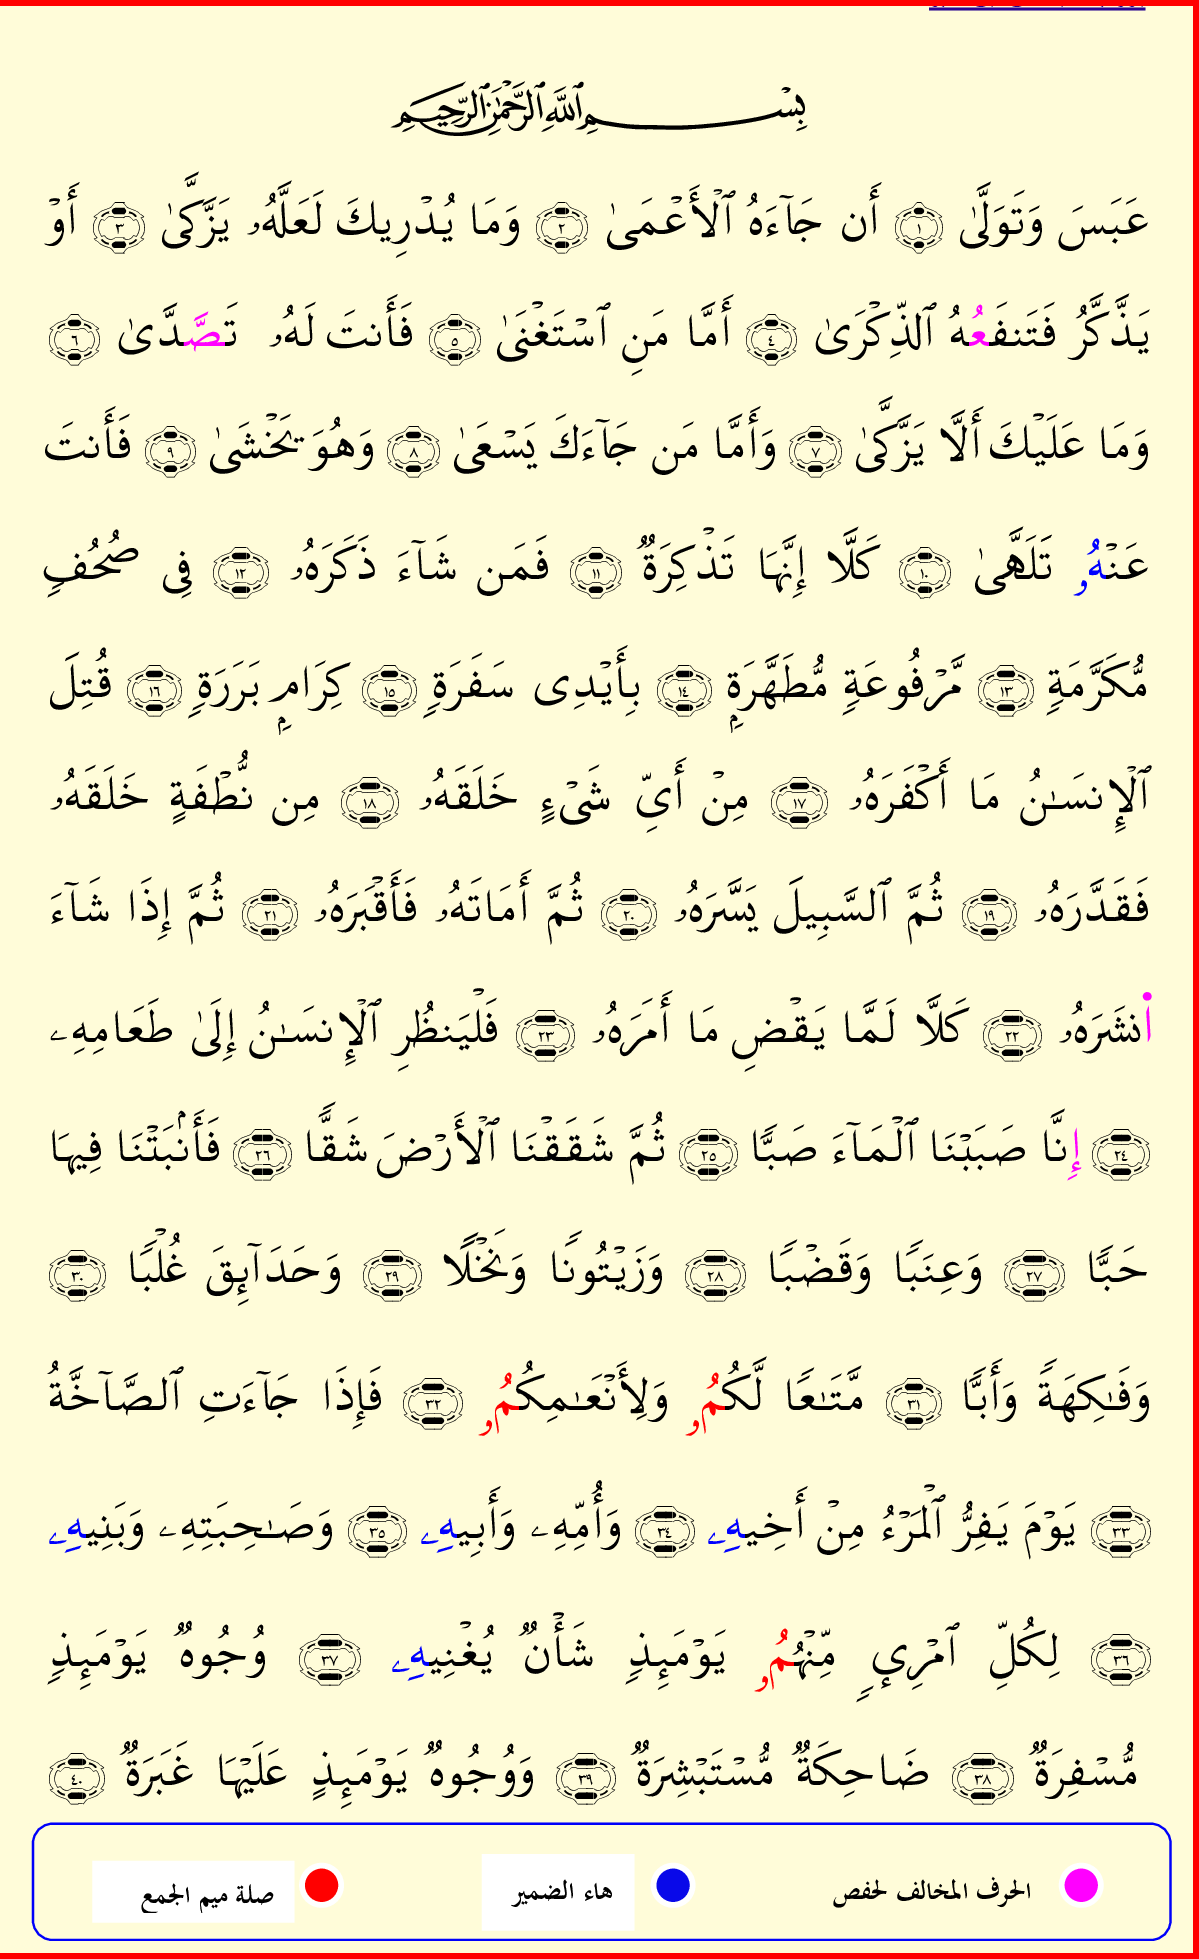 بِسْمِ ٱللَّهِ ٱلرَّحْمَٰنِ ٱلرَّحِيمِ
عَبَسَ وَتَوَلَّىٰ ١ أَن جَآءَهُ ٱلْأَعْمَىٰ ٢ وَمَا يُدْرِيكَ لَعَلَّهُۥ يَزَّكَّىٰ ٣ أَوْ
يَذَّكَّرُ فَتَنفَعُهُ ٱلذِّكْرَىٰ ٤ أَمَّا مَنِ ٱسْتَغْنَىٰ ٥ فَأَنتَ لَهُۥ تَصَّدَّىٰ ٦
وَمَا عَلَيْكَ أَلَّا يَزَّكَّىٰ ٧ وَأَمَّا مَن جَآءَكَ يَسْعَىٰ ٨ وَهُوَ يَخْشَىٰ ٩ فَأَنتَ
عَنْهُۥ تَلَهَّىٰ ١٠ كَلَّا إِنَّهَا تَذْكِرَةٌ ١١ فَمَن شَآءَ ذَكَرَهُۥ ١٢ فِى صُحُفٍ
مُّكَرَّمَةٍ ١٣ مَّرْفُوعَةٍ مُّطَهَّرَةٍۭ ١٤ بِأَيْدِى سَفَرَةٍ ١٥ كِرَامٍۭ بَرَرَةٍ ١٦ قُتِلَ
ٱلْإِنسَـٰنُ مَا أَكْفَرَهُۥ ١٧ مِنْ أَىِّ شَىْءٍ خَلَقَهُۥ ١٨ مِن نُّطْفَةٍ خَلَقَهُۥ
فَقَدَّرَهُۥ ١٩ ثُمَّ ٱلسَّبِيلَ يَسَّرَهُۥ ٢٠ ثُمَّ أَمَاتَهُۥ فَأَقْبَرَهُۥ ٢١ ثُمَّ إِذَا شَآءَ
اْنشَرَهُۥ ٢٢ كَلَّا لَمَّا يَقْضِ مَا أَمَرَهُۥ ٢٣ فَلْيَنظُرِ ٱلْإِنسَـٰنُ إِلَىٰ طَعَامِهِۦ
٢٤ إِنَّا صَبَبْنَا ٱلْمَآءَ صَبًّا ٢٥ ثُمَّ شَقَقْنَا ٱلْأَرْضَ شَقًّا ٢٦ فَأَنۢبَتْنَا فِيهَا
حَبًّا ٢٧ وَعِنَبًا وَقَضْبًا ٢٨ وَزَيْتُونًا وَنَخْلًا ٢٩ وَحَدَآئِقَ غُلْبًا ٣٠
وَفَـٰكِهَةً وَأَبًّا ٣١ مَّتَـٰعًا لَّكُمُۥ وَلِأَنْعَـٰمِكُمُۥ ٣٢ فَإِذَا جَآءَتِ ٱلصَّآخَّةُ
٣٣ يَوْمَ يَفِرُّ ٱلْمَرْءُ مِنْ أَخِيهِۦ ٣٤ وَأُمِّهِۦ وَأَبِيهِۦ ٣٥ وَصَـٰحِبَتِهِۦ وَبَنِيهِۦ
٣٦ لِكُلِّ ٱمْرِئٍ مِّنْهُمُۥ يَوْمَئِذٍ شَأْنٌ يُغْنِيهِۦ ٣٧ وُجُوهٌ يَوْمَئِذٍ
مُّسْفِرَةٌ ٣٨ ضَاحِكَةٌ مُّسْتَبْشِرَةٌ ٣٩ وَوُجُوهٌ يَوْمَئِذٍ عَلَيْهَا غَبَرَةٌ ٤٠
الحرف المخالف لحفص هاء الضمير صلة ميم الجمع